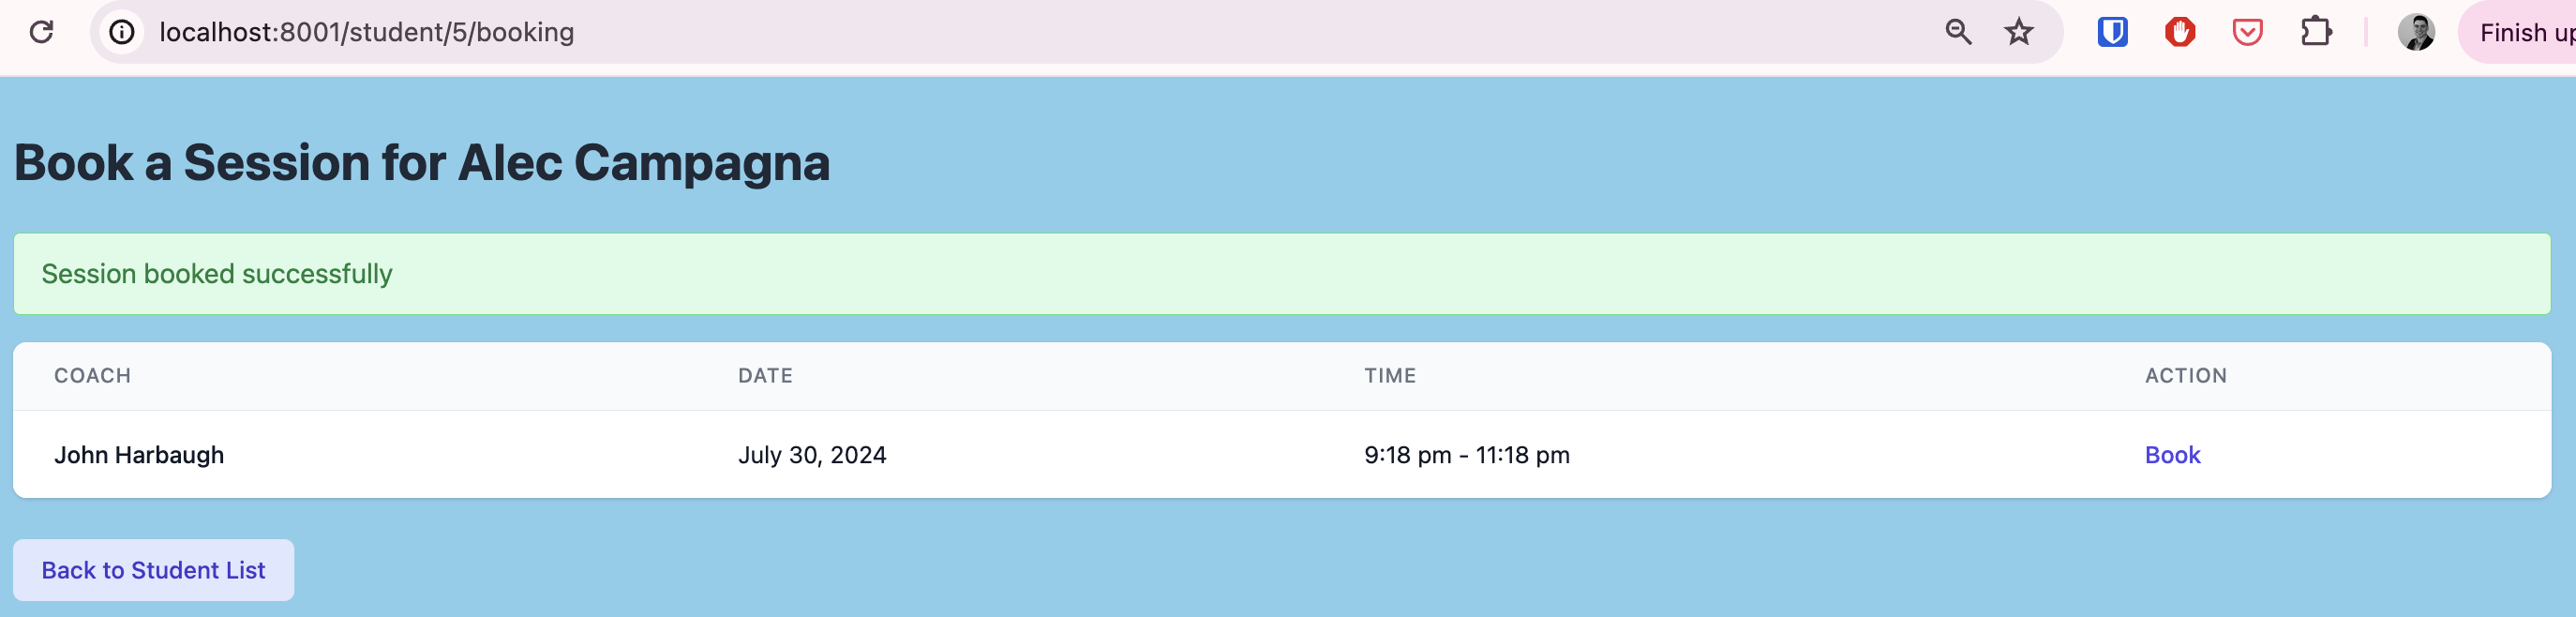 localhost:8001/student/5/booking
Finish up
Book a Session for Alec Campagna
Session booked successfully
COACH DATE TIME ACTION
John Harbaugh July 30, 2024 9:18 pm - 11:18 pm Book
Back to Student List